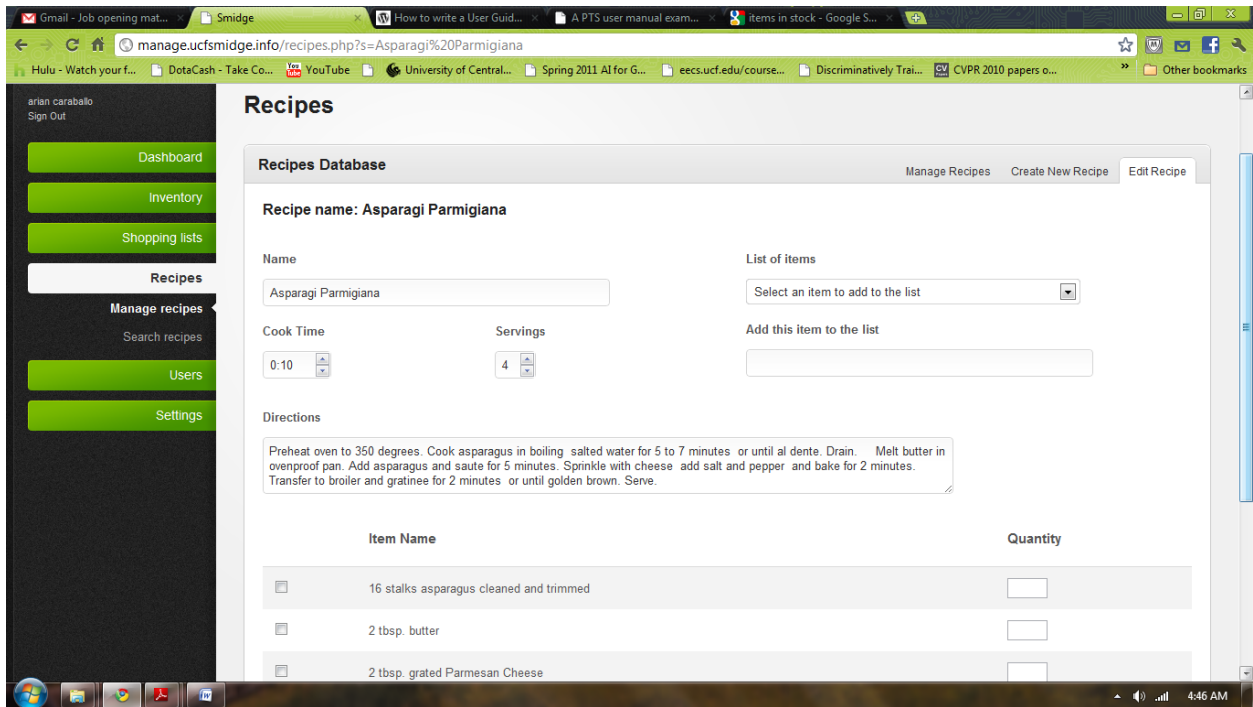 Gmail - Job opening mat...
Smidge
How to write a User Guid...
A PTS user manual exam...
items in stock - Google S...
manage.ucfsmidge.info/recipes.php?s=Asparagi%20Parmigiana
Hulu - Watch your f...
DotaCash - Take Co...
YouTube
University of Central...
Spring 2011 AI for G...
eecs.ucf.edu/course...
Discriminatively Trai...
CVPR 2010 papers o...
»
Other bookmarks
arian caraballo
Sign Out
Dashboard
Inventory
Shopping lists
Recipes
Manage recipes
Search recipes
Users
Settings
Recipes
Recipes Database
Manage Recipes
Create New Recipe
Edit Recipe
Recipe name: Asparagi Parmigiana
Name
List of items
Asparagi Parmigiana
Select an item to add to the list
Cook Time
Servings
Add this item to the list
0:10
4
Directions
Preheat oven to 350 degrees. Cook asparagus in boiling salted water for 5 to 7 minutes or until al dente. Drain. Melt butter in
ovenproof pan. Add asparagus and saute for 5 minutes. Sprinkle with cheese add salt and pepper and bake for 2 minutes.
Transfer to broiler and gratinee for 2 minutes or until golden brown. Serve.
Item Name
Quantity
16 stalks asparagus cleaned and trimmed
2 tbsp. butter
2 tbsp. grated Parmesan Cheese
4:46 AM